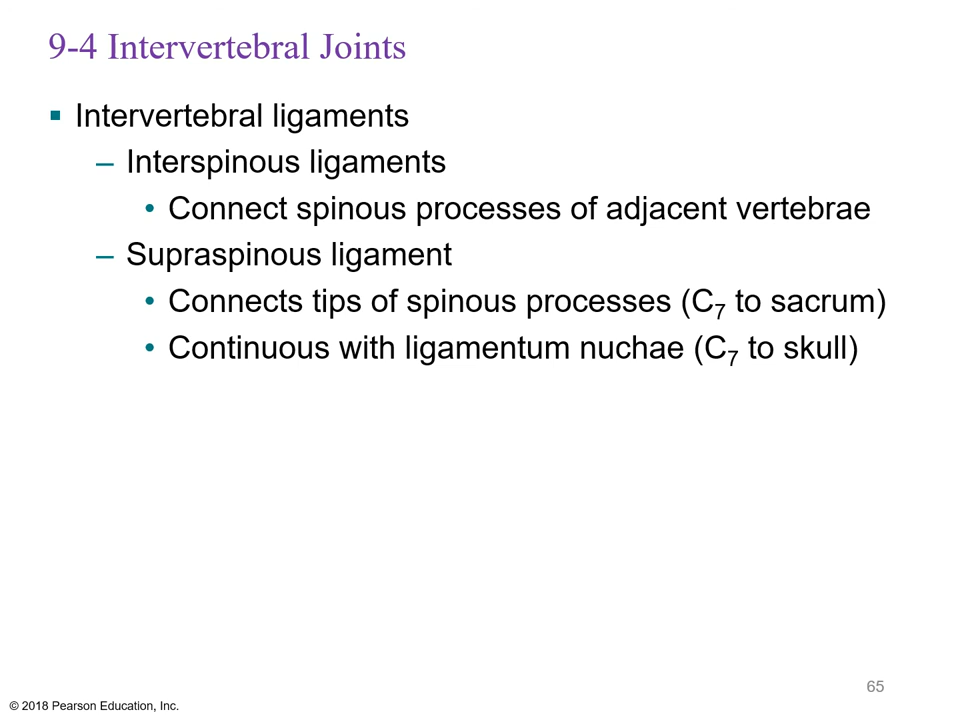 9-4 Intervertebral Joints
▪ Intervertebral ligaments
– Interspinous ligaments
• Connect spinous processes of adjacent vertebrae
– Supraspinous ligament
• Connects tips of spinous processes (C₇ to sacrum)
• Continuous with ligamentum nuchae (C₇ to skull)
65
© 2018 Pearson Education, Inc.